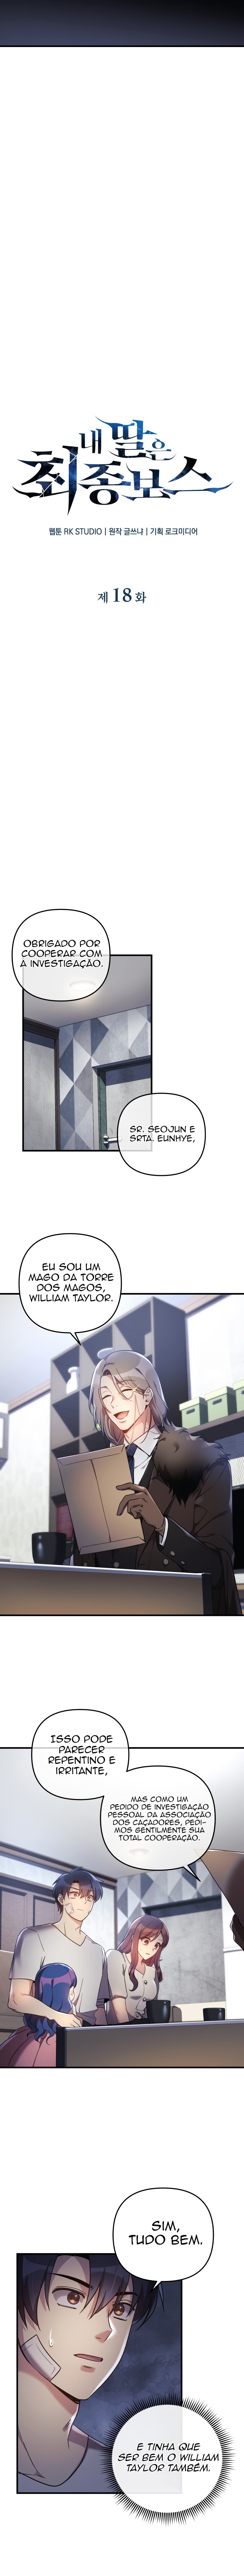 내 딸은
최종보스
웹툰 RK STUDIO | 원작 글쓰냐 | 기획 로크미디어
제 18 화
OBRIGADO POR
COOPERAR COM
A INVESTIGAÇÃO.
SR. SEOJUN E
SRTA. EUNHYE,
EU SOU UM
MAGO DA TORRE
DOS MAGOS,
WILLIAM TAYLOR.
ISSO PODE
PARECER
REPENTINO E
IRRITANTE,
MAS COMO UM
PEDIDO DE INVESTIGAÇÃO
PESSOAL DA ASSOCIAÇÃO
DOS CAÇADORES, PEDI-
MOS GENTILMENTE SUA
TOTAL COOPERAÇÃO.
SIM,
TUDO BEM.
E TINHA QUE
SER BEM O WILLIAM
TAYLOR TAMBÉM.